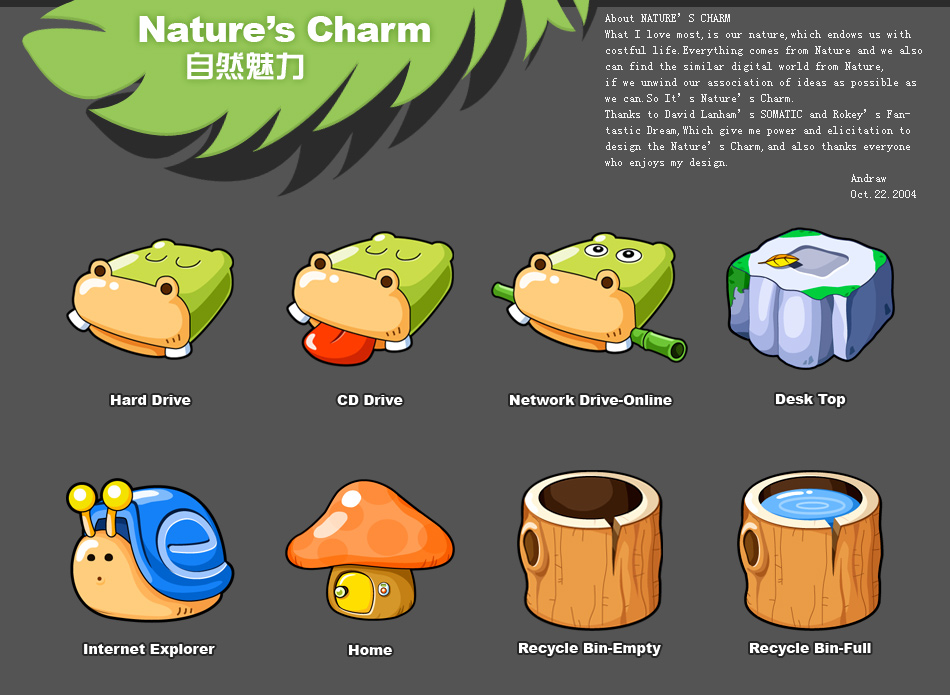 Nature's Charm
自然魅力
About NATURE'S CHARM
What I love most,is our nature,which endows us with
costful life.Everything comes from Nature and we also
can find the similar digital world from Nature,
if we unwind our association of ideas as possible as
we can.So It's Nature's Charm.
Thanks to David Lanham's SOMATIC and Rokey's Fan-
tastic Dream,Which give me power and elicitation to
design the Nature's Charm,and also thanks everyone
who enjoys my design.
Andraw
Oct.22.2004
Hard Drive
CD Drive
Network Drive-Online
Desk Top
Internet Explorer
Home
Recycle Bin-Empty
Recycle Bin-Full